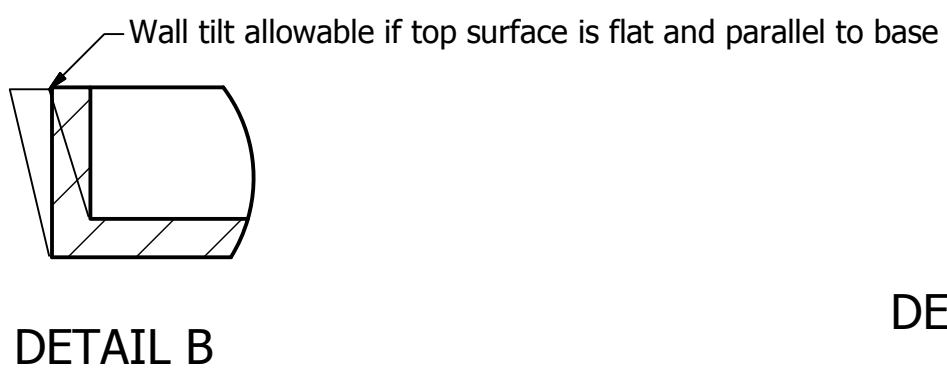 Wall tilt allowable if top surface is flat and parallel to base
DETAIL B
DE